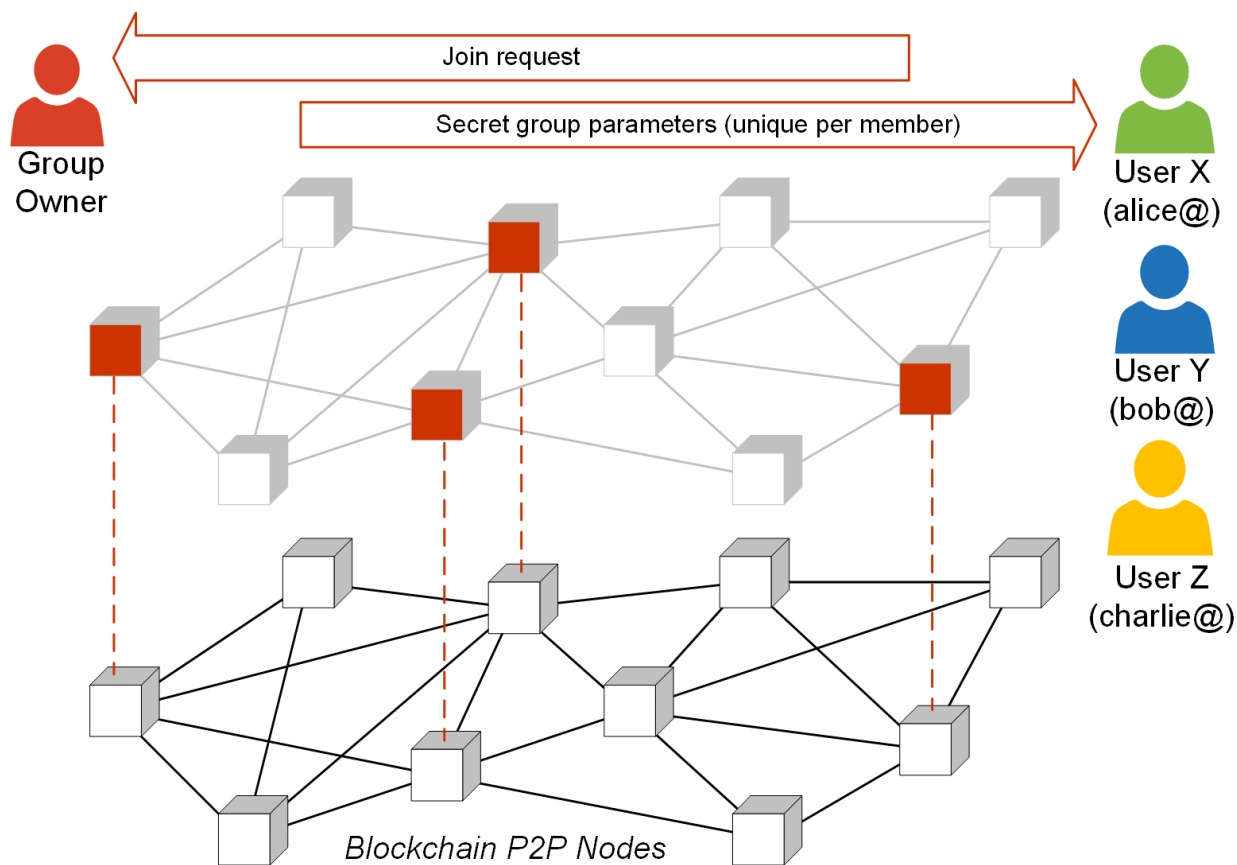 Join request
Secret group parameters (unique per member)
Group
Owner
User X
(alice@)
User Y
(bob@)
User Z
(charlie@)
Blockchain P2P Nodes